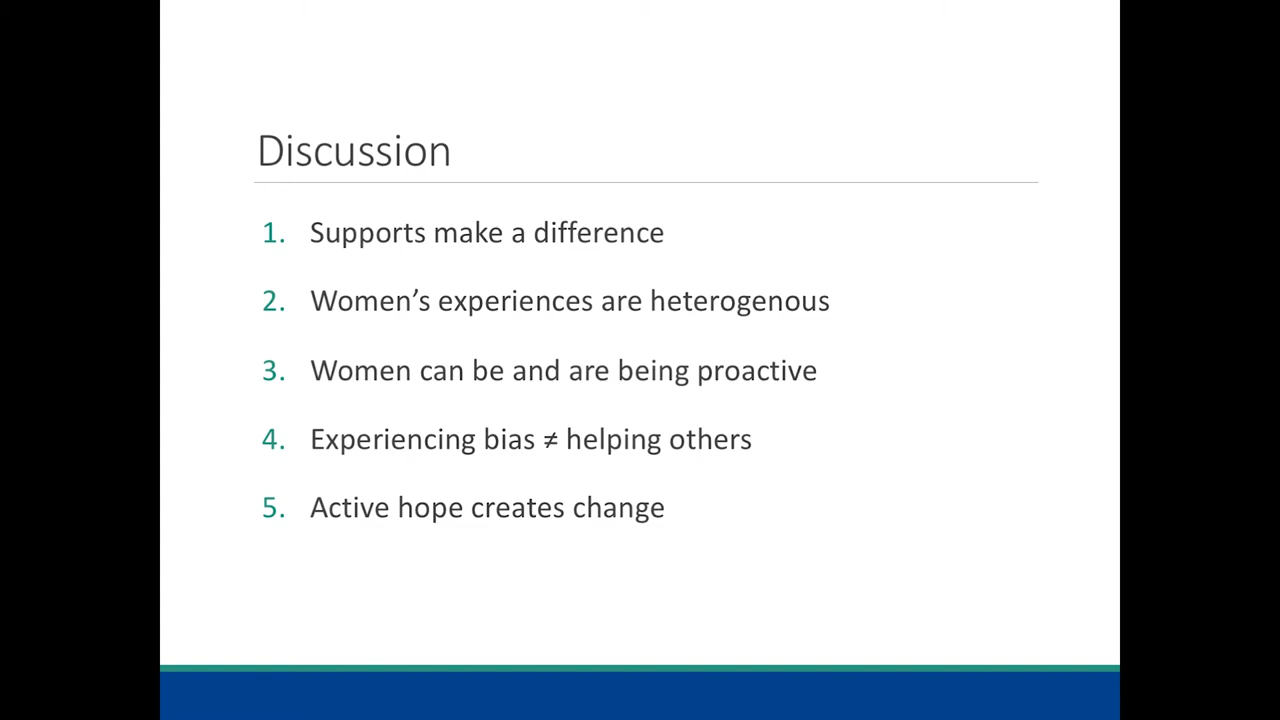 Discussion
1. Supports make a difference
2. Women’s experiences are heterogenous
3. Women can be and are being proactive
4. Experiencing bias ≠ helping others
5. Active hope creates change